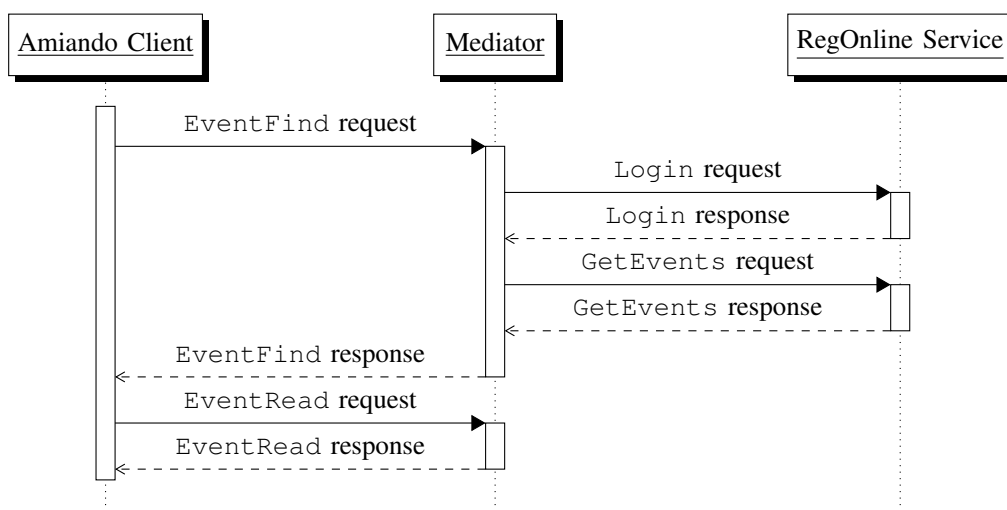 Amiando Client
Mediator
RegOnline Service
EventFind request
Login request
Login response
GetEvents request
GetEvents response
EventFind response
EventRead request
EventRead response